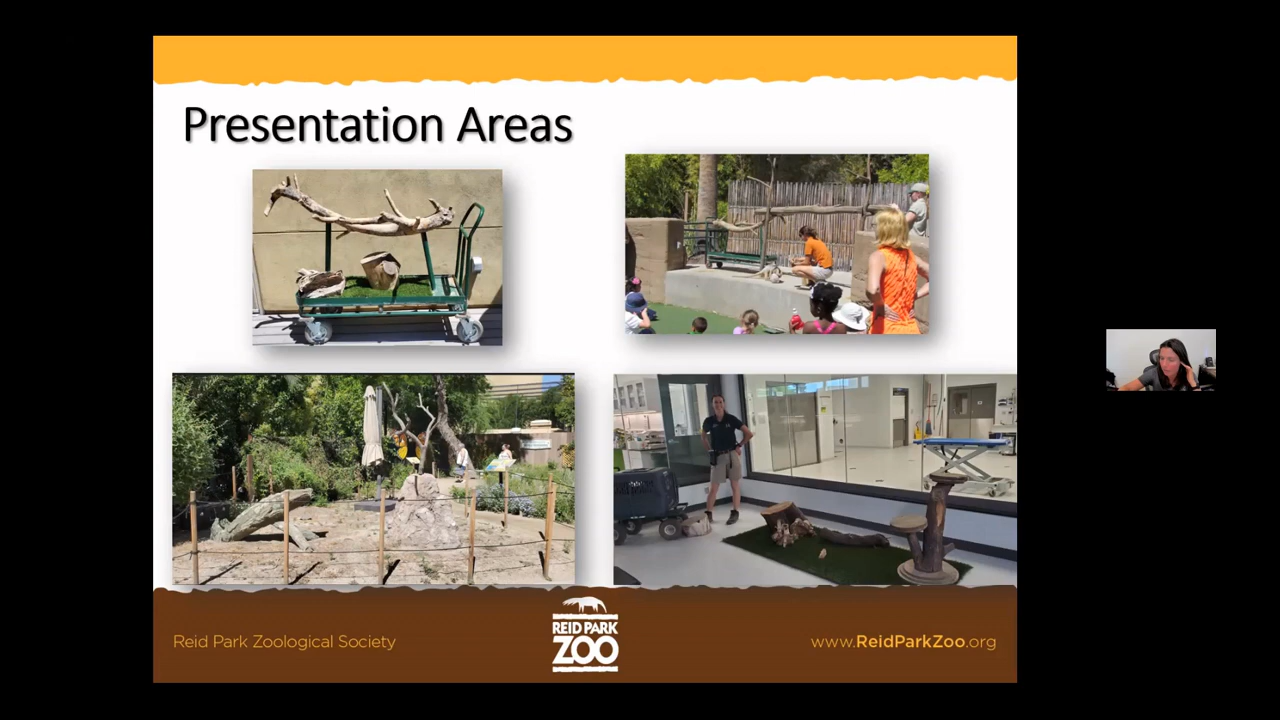 Presentation Areas
Reid Park Zoological Society
REID PARK
ZOO
www.ReidParkZoo.org